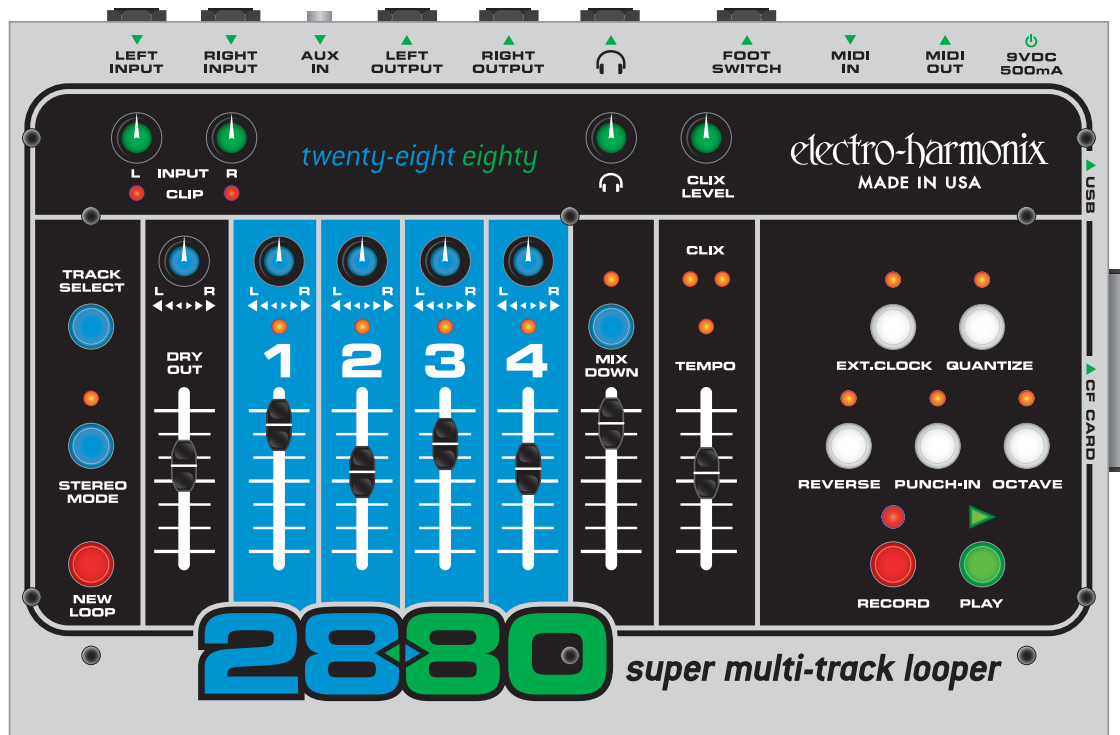 LEFT INPUT
RIGHT INPUT
AUX IN
LEFT OUTPUT
RIGHT OUTPUT
FOOT SWITCH
MIDI IN
MIDI OUT
9VDC 500mA
L INPUT R
CLIP
twenty-eight eighty
CLIX LEVEL
electro-harmonix
MADE IN USA
USB
CF CARD
TRACK SELECT
STEREO MODE
NEW LOOP
L R
DRY OUT
L R
1
L R
2
L R
3
L R
4
MIX DOWN
CLIX
TEMPO
EXT.CLOCK QUANTIZE
REVERSE PUNCH-IN OCTAVE
RECORD PLAY
2880
super multi-track looper